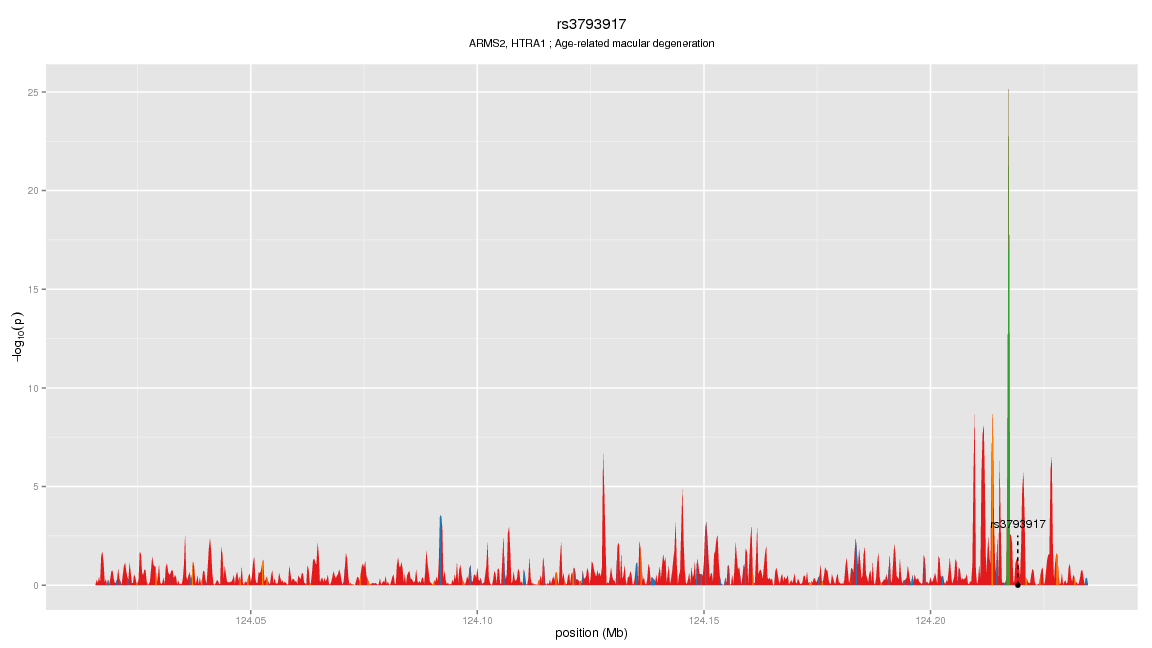 rs3793917
ARMS2, HTRA1 ; Age-related macular degeneration
25
20
15
10
5
0
−log10(p)
rs3793917
124.05
124.10
124.15
124.20
position (Mb)